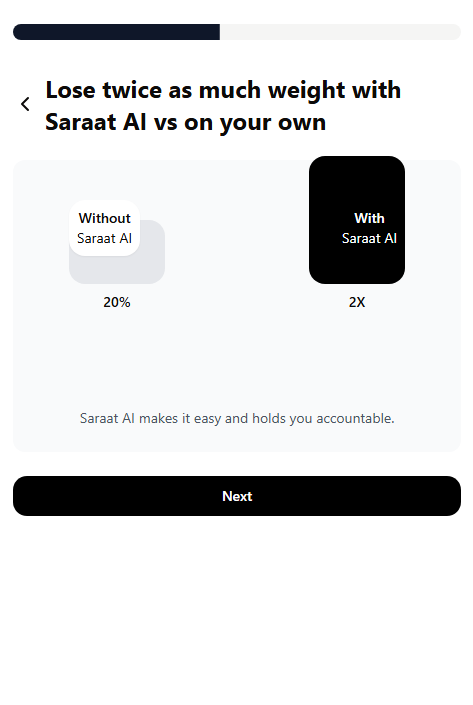 Lose twice as much weight with
Saraat AI vs on your own
Without
Saraat AI
20%
With
Saraat AI
2X
Saraat AI makes it easy and holds you accountable.
Next